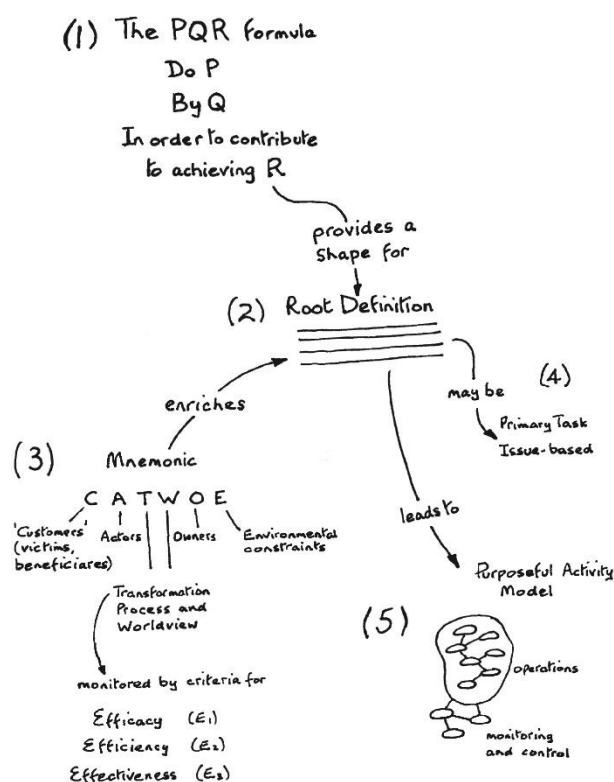 (1) The PQR formula
Do P
By Q
In order to contribute
to achieving R
provides a
shape for
(2) Root Definition
enriches
may be
(4)
Primary Task
Issue-based
(3)
Mnemonic
C A T W O E
'Customers'
(victims,
beneficiares)
Actors
Owners
Environmental
constraints
Transformation
Process and
Worldview
monitored by criteria for
Efficacy (E1)
Efficiency (E2)
Effectiveness (E3)
leads to
Purposeful Activity
Model
(5)
operations
monitoring
and control